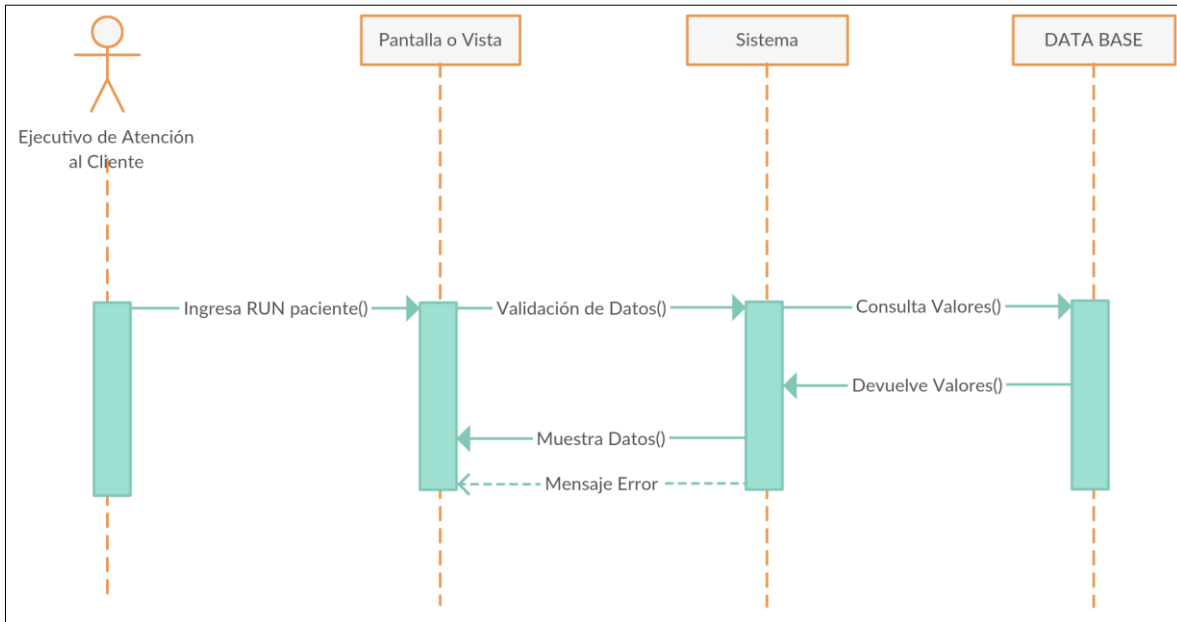 Pantalla o Vista
Sistema
DATA BASE
Ejecutivo de Atención
al Cliente
Ingresa RUN paciente()
Validación de Datos()
Consulta Valores()
Devuelve Valores()
Muestra Datos()
Mensaje Error